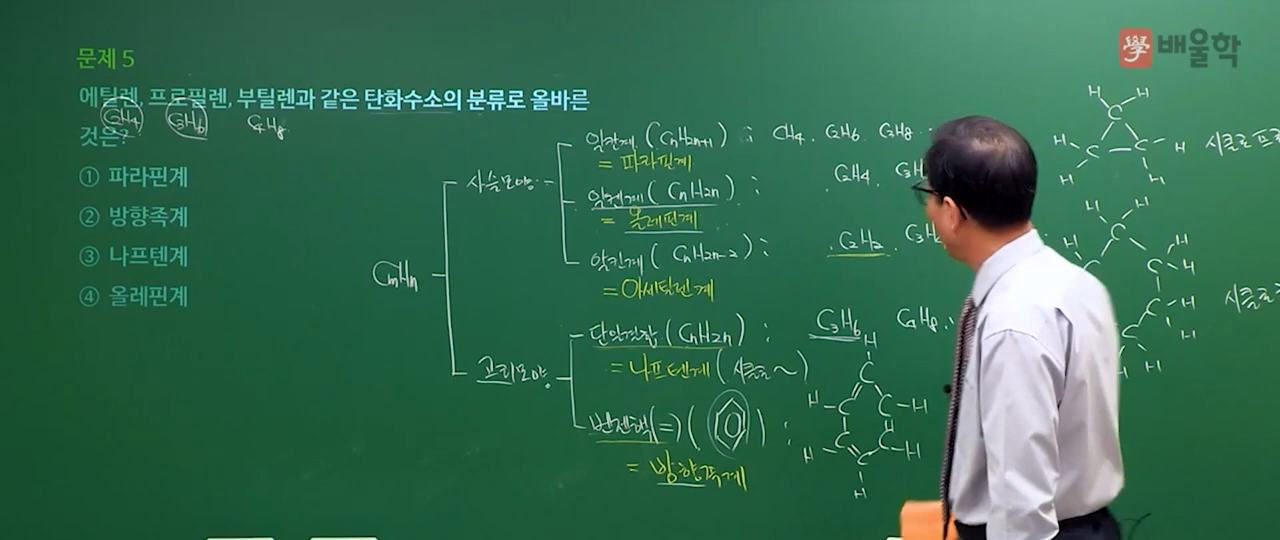 學 배울학
문제 5
에틸렌, 프로필렌, 부틸렌과 같은 탄화수소의 분류로 올바른
C2H4 C3H6 C4H8
것은?
① 파라핀계
② 방향족계
③ 나프텐계
④ 올레핀계
CmHn
사슬모양
알칸계 (CnH2n+1) : CH4. C2H6. C3H8 ..
= 파라핀계
알켄계 (CnH2n) : C2H4.
= 올레핀계
알킨계 (CnH2n-2) : C2H2.
= 아세틸렌계
고리모양
단일결합 (CnH2n) : C3H6
= 나프텐계 (시클로~)
벤젠핵(=) ( ) :
= 방향족계
H H
C
H C C H
H H
시클로프
H H
C
H
C H
C H
H
H H
시클로
H
C
H C C H
H C C H
C
H